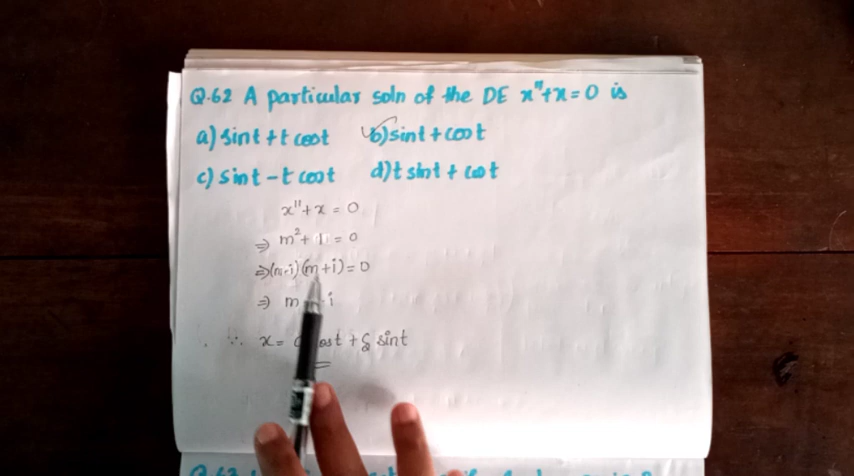 Q.62 A particular soln of the DE x"+x=0 is
a) sint + t cost b) sint + cost
c) sint - t cost d) t sint + cost
x"+x = 0
⇒ m²+ 1 = 0
⇒ (m-i) (m+i) = 0
⇒ m i
∵ x = cost + c₂ sint
Q.63